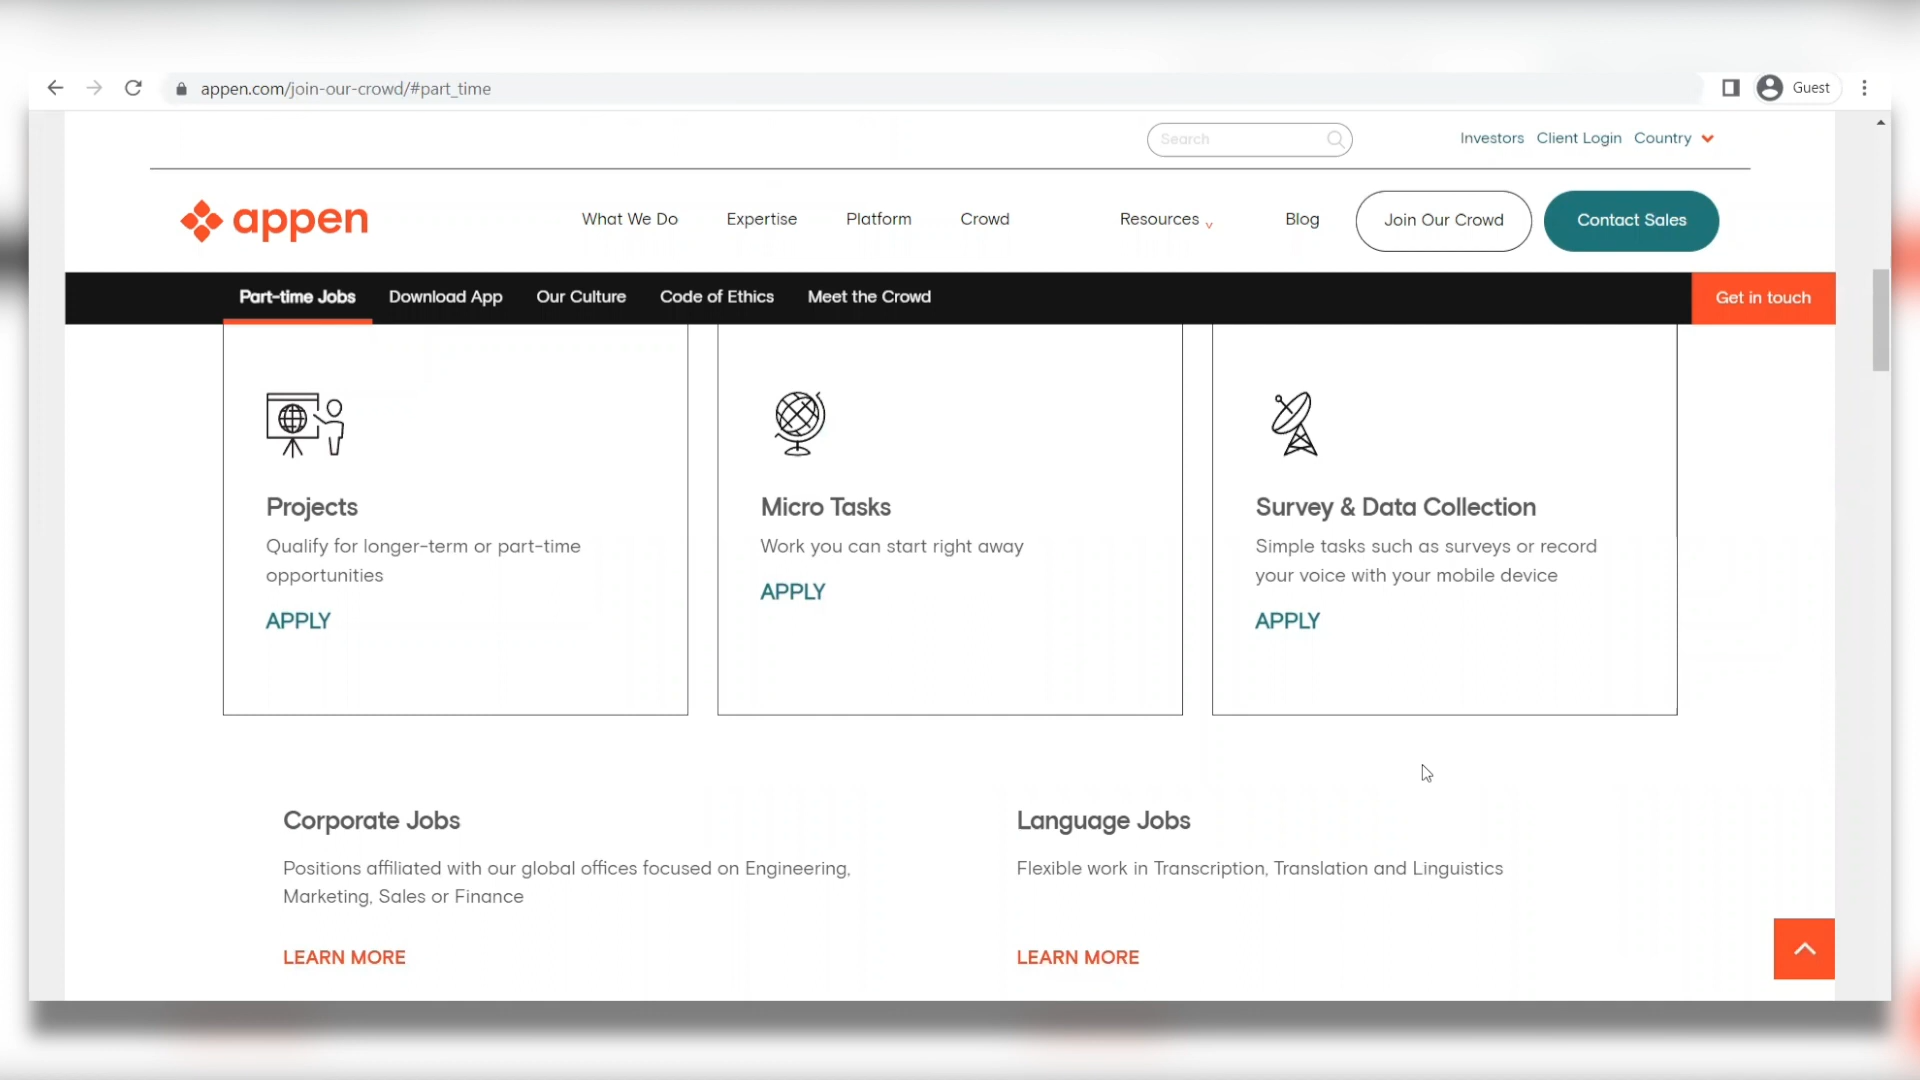 appen.com/join-our-crowd/#part_time
Guest
Search
Investors Client Login Country
appen
What We Do Expertise Platform Crowd Resources Blog Join Our Crowd Contact Sales
Part-time Jobs Download App Our Culture Code of Ethics Meet the Crowd Get in touch
Projects
Qualify for longer-term or part-time
opportunities
APPLY
Micro Tasks
Work you can start right away
APPLY
Survey & Data Collection
Simple tasks such as surveys or record
your voice with your mobile device
APPLY
Corporate Jobs
Positions affiliated with our global offices focused on Engineering,
Marketing, Sales or Finance
LEARN MORE
Language Jobs
Flexible work in Transcription, Translation and Linguistics
LEARN MORE